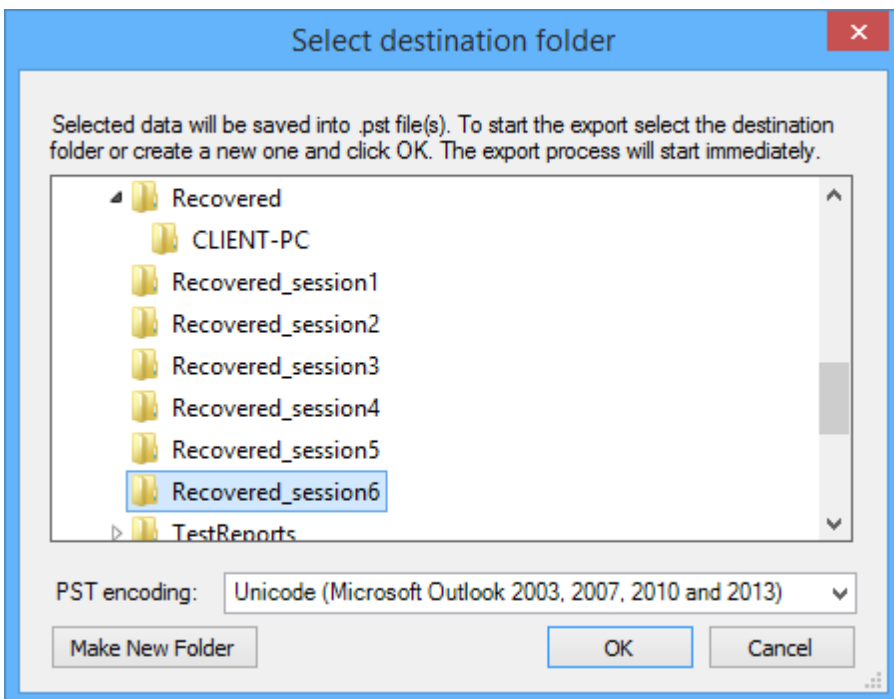 Select destination folder
Selected data will be saved into .pst file(s). To start the export select the destination
folder or create a new one and click OK. The export process will start immediately.
Recovered
CLIENT-PC
Recovered_session1
Recovered_session2
Recovered_session3
Recovered_session4
Recovered_session5
Recovered_session6
TestReports
PST encoding: Unicode (Microsoft Outlook 2003, 2007, 2010 and 2013)
Make New Folder OK Cancel